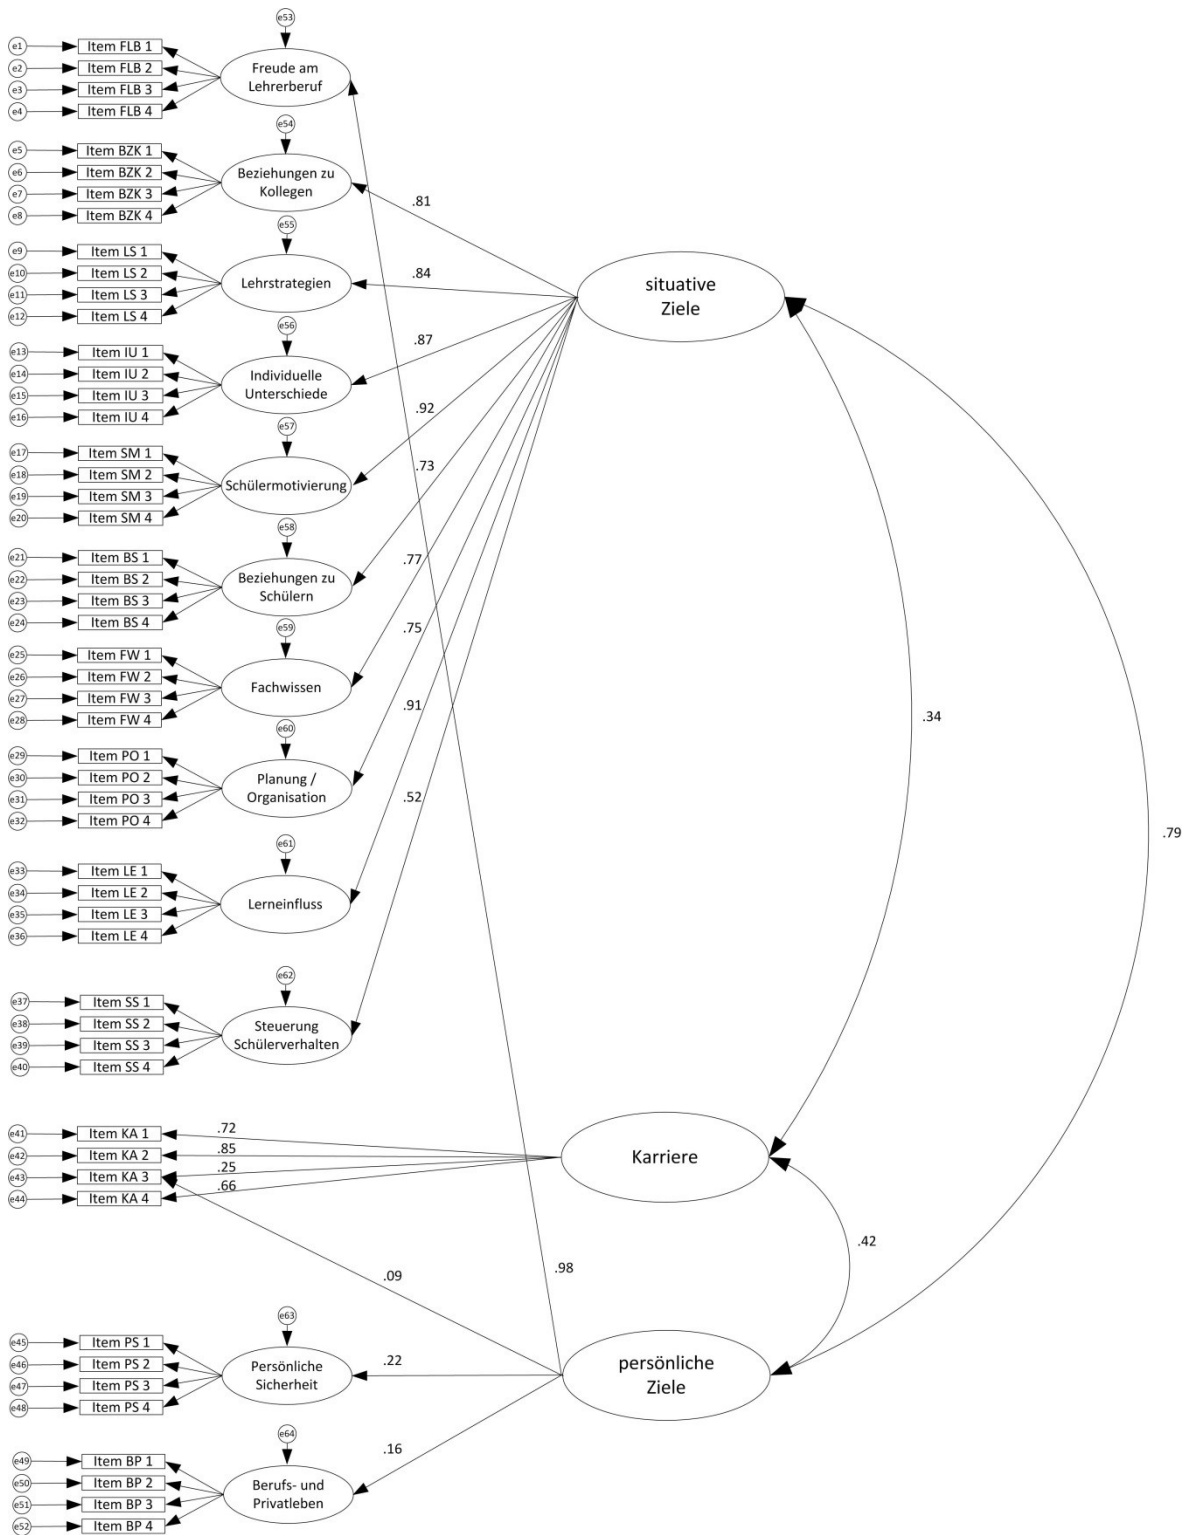 e53
e1
Item FLB 1
e2
Item FLB 2
e3
Item FLB 3
e4
Item FLB 4
Freude am
Lehrerberuf
e54
e5
Item BZK 1
e6
Item BZK 2
e7
Item BZK 3
e8
Item BZK 4
Beziehungen zu
Kollegen
.81
e55
e9
Item LS 1
e10
Item LS 2
e11
Item LS 3
e12
Item LS 4
Lehrstrategien
.84
situative
Ziele
e56
e13
Item IU 1
e14
Item IU 2
e15
Item IU 3
e16
Item IU 4
Individuelle
Unterschiede
.87
e57
e17
Item SM 1
e18
Item SM 2
e19
Item SM 3
e20
Item SM 4
Schülermotivierung
.92
.73
e58
e21
Item BS 1
e22
Item BS 2
e23
Item BS 3
e24
Item BS 4
Beziehungen zu
Schülern
.77
e59
e25
Item FW 1
e26
Item FW 2
e27
Item FW 3
e28
Item FW 4
Fachwissen
.75
.91
.34
e60
e29
Item PO 1
e30
Item PO 2
e31
Item PO 3
e32
Item PO 4
Planung /
Organisation
.52
.79
e61
e33
Item LE 1
e34
Item LE 2
e35
Item LE 3
e36
Item LE 4
Lerneinfluss
e62
e37
Item SS 1
e38
Item SS 2
e39
Item SS 3
e40
Item SS 4
Steuerung
Schülerverhalten
e41
Item KA 1
.72
e42
Item KA 2
.85
e43
Item KA 3
.25
e44
Item KA 4
.66
Karriere
.42
.09
.98
e63
e45
Item PS 1
e46
Item PS 2
e47
Item PS 3
e48
Item PS 4
Persönliche
Sicherheit
.22
persönliche
Ziele
e64
e49
Item BP 1
e50
Item BP 2
e51
Item BP 3
e52
Item BP 4
Berufs- und
Privatleben
.16